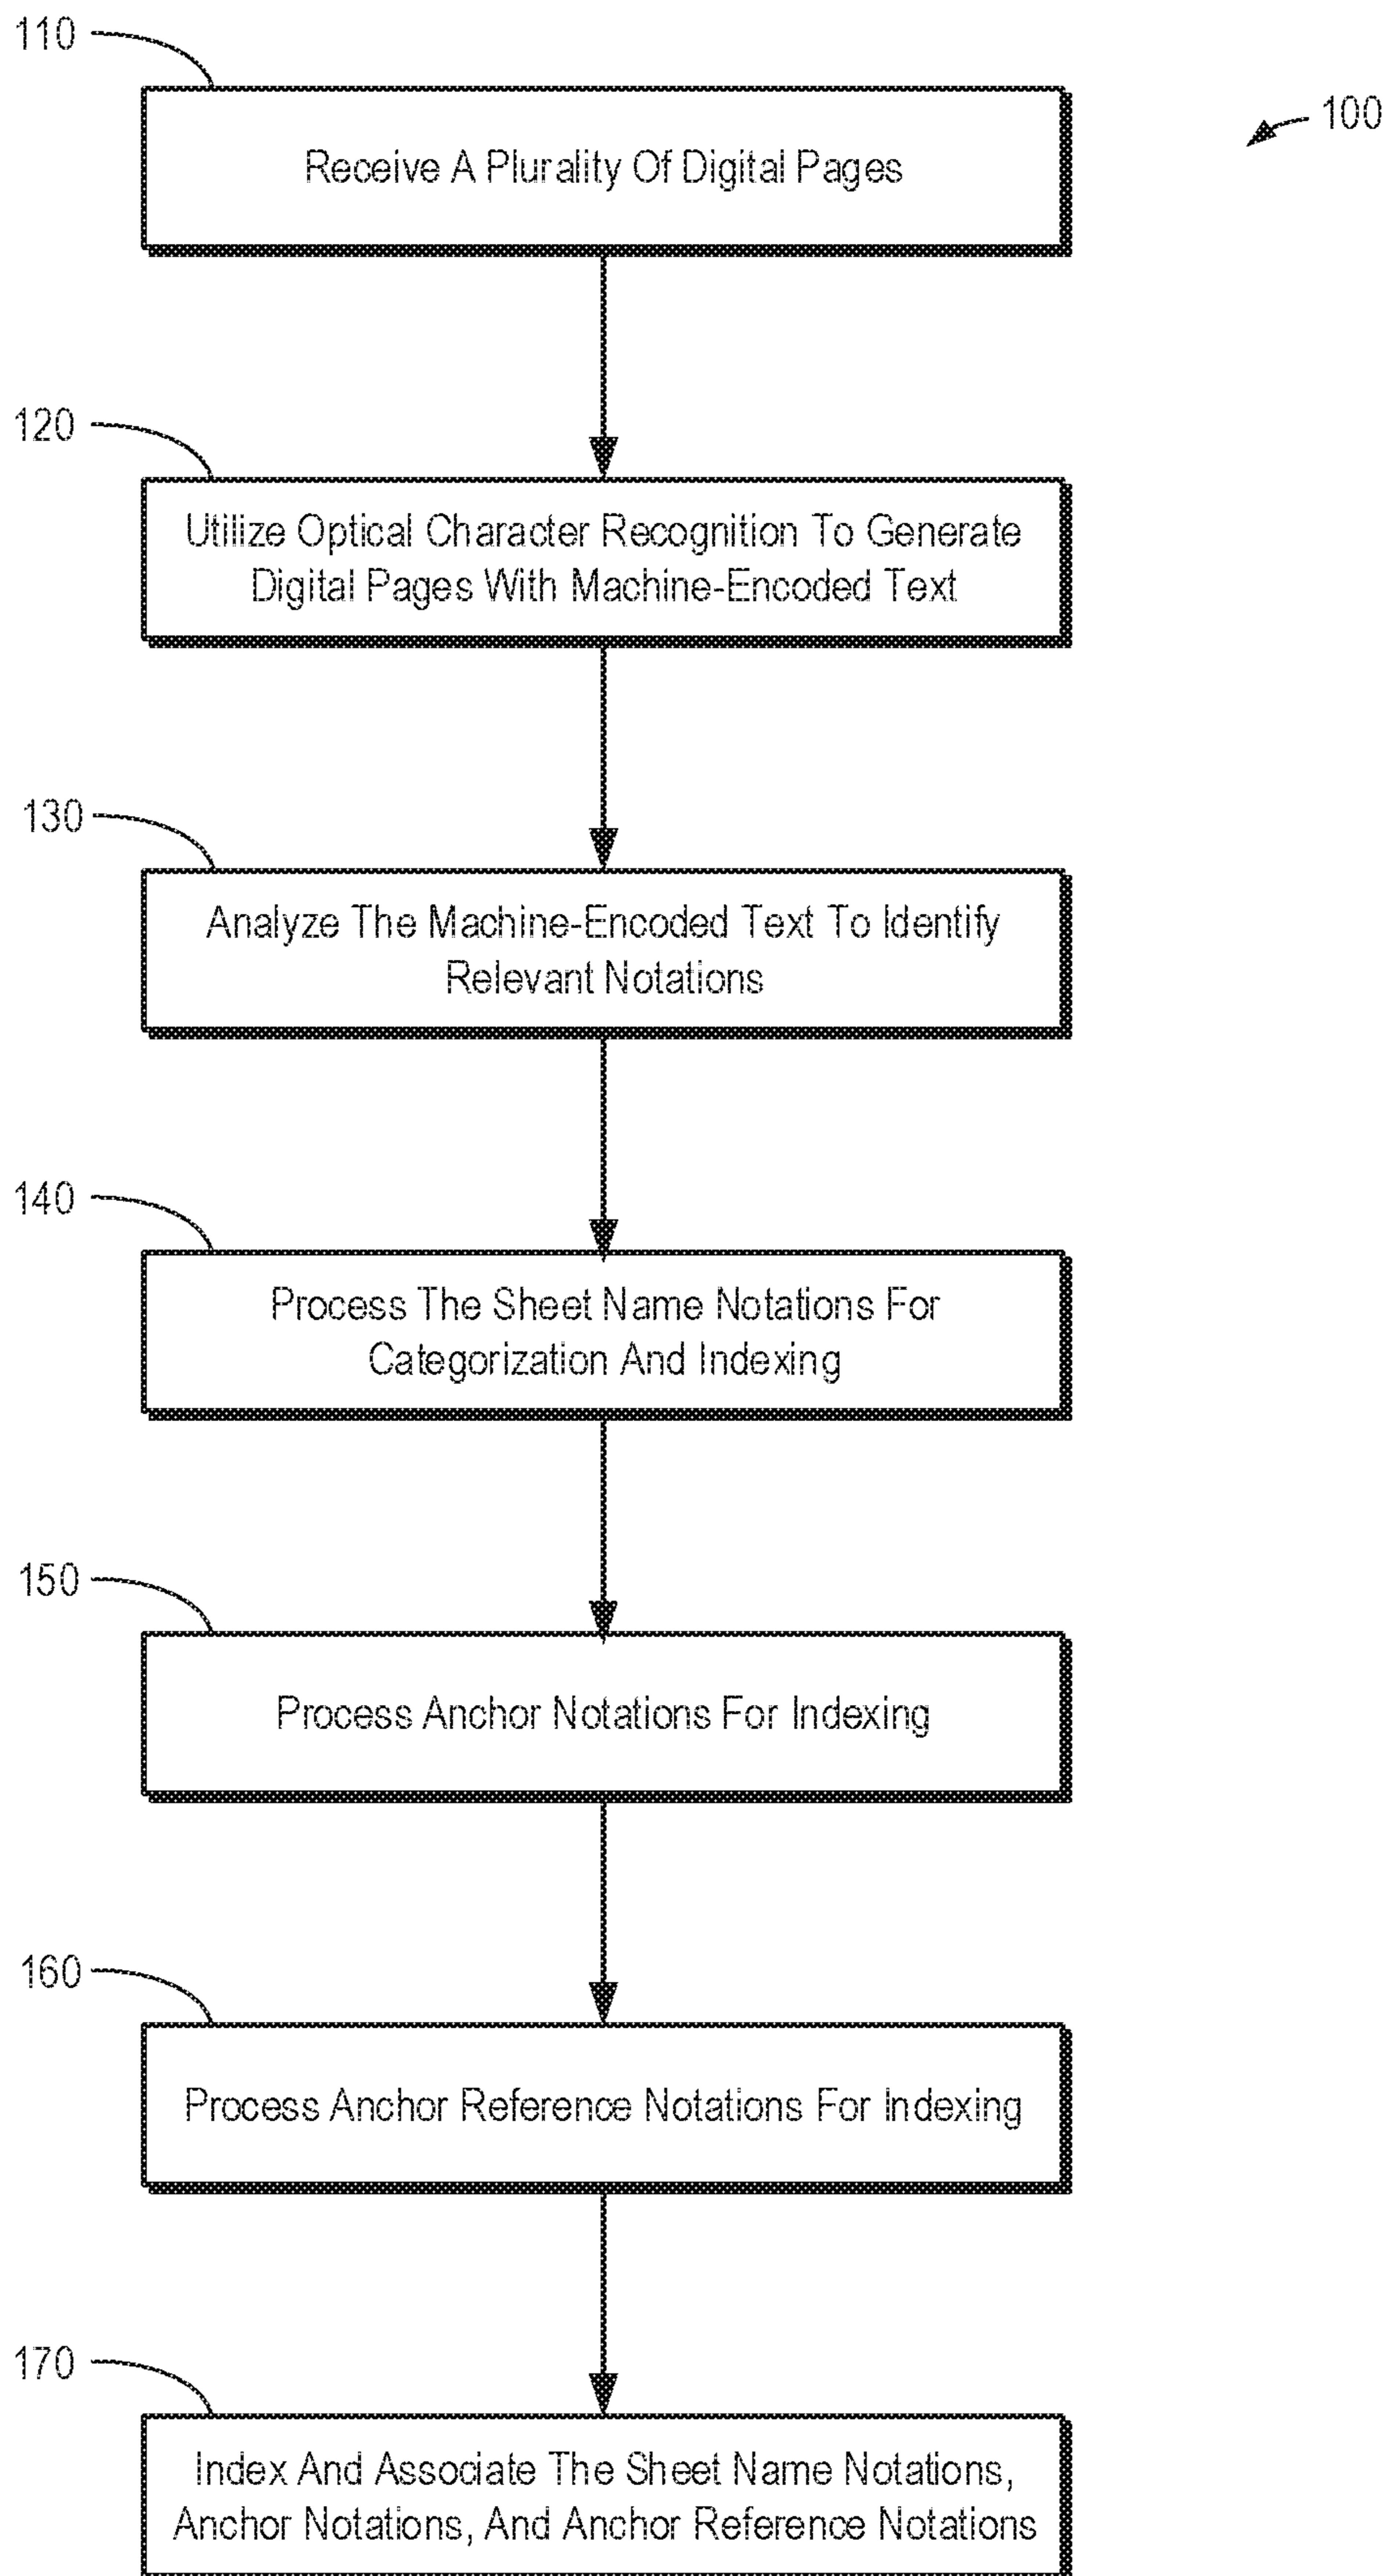 110
100
Receive A Plurality Of Digital Pages
120
Utilize Optical Character Recognition To Generate
Digital Pages With Machine-Encoded Text
130
Analyze The Machine-Encoded Text To Identify
Relevant Notations
140
Process The Sheet Name Notations For
Categorization And Indexing
150
Process Anchor Notations For Indexing
160
Process Anchor Reference Notations For Indexing
170
Index And Associate The Sheet Name Notations,
Anchor Notations, And Anchor Reference Notations